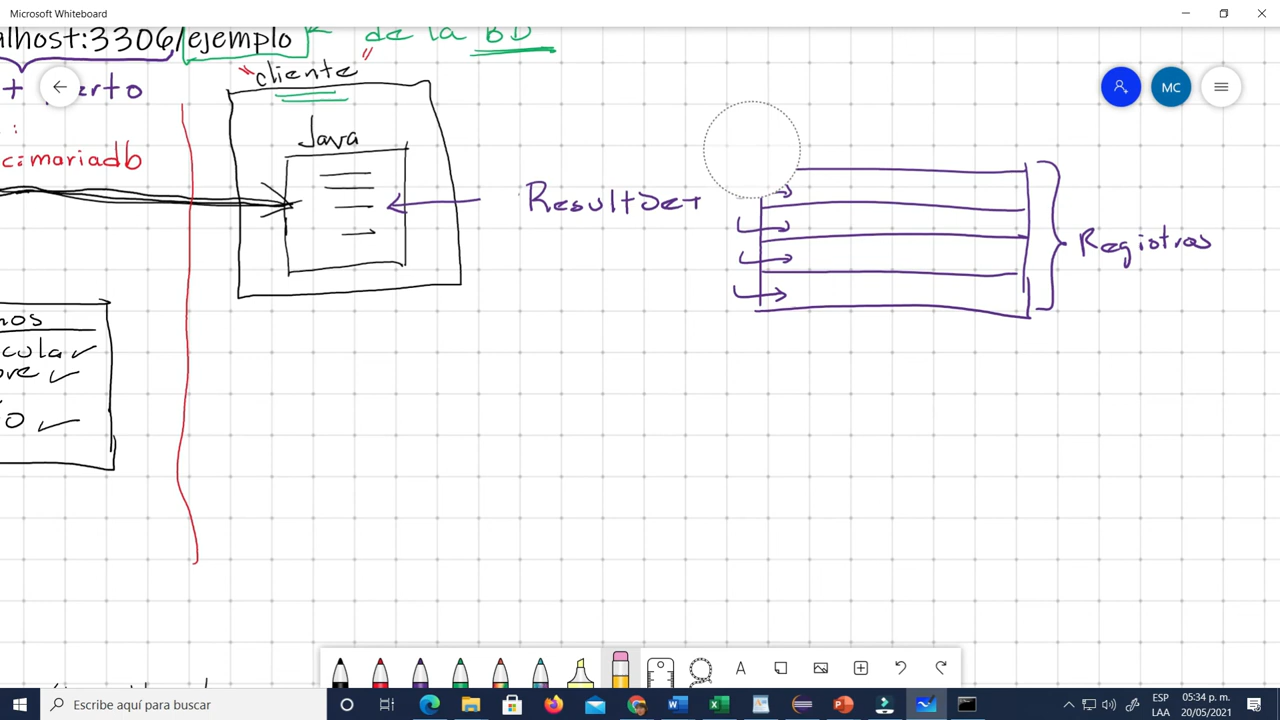 Microsoft Whiteboard
alhost:3306/ejemplo
de la BD
"cliente"
:
c:mariadb
Java
ResultSet
Registros
MC
Escribe aquí para buscar
ESP
LAA
05:34 p. m.
20/05/2021